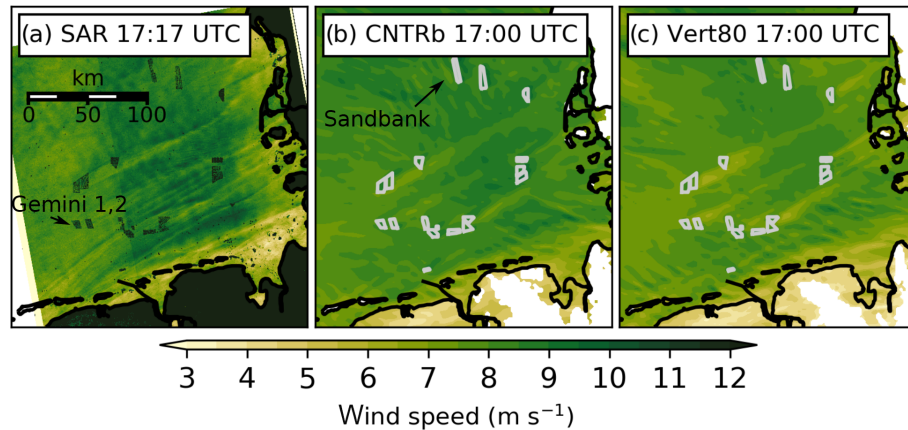 (a) SAR 17:17 UTC
(b) CNTRb 17:00 UTC
(c) Vert80 17:00 UTC
km
0 50 100
Sandbank
Gemini 1,2
3 4 5 6 7 8 9 10 11 12
Wind speed (m s⁻¹)